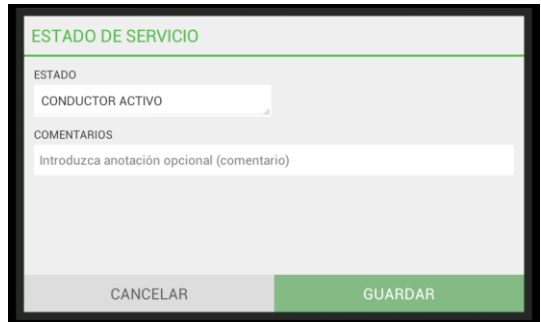 ESTADO DE SERVICIO
ESTADO
CONDUCTOR ACTIVO
COMENTARIOS
Introduzca anotación opcional (comentario)
CANCELAR GUARDAR